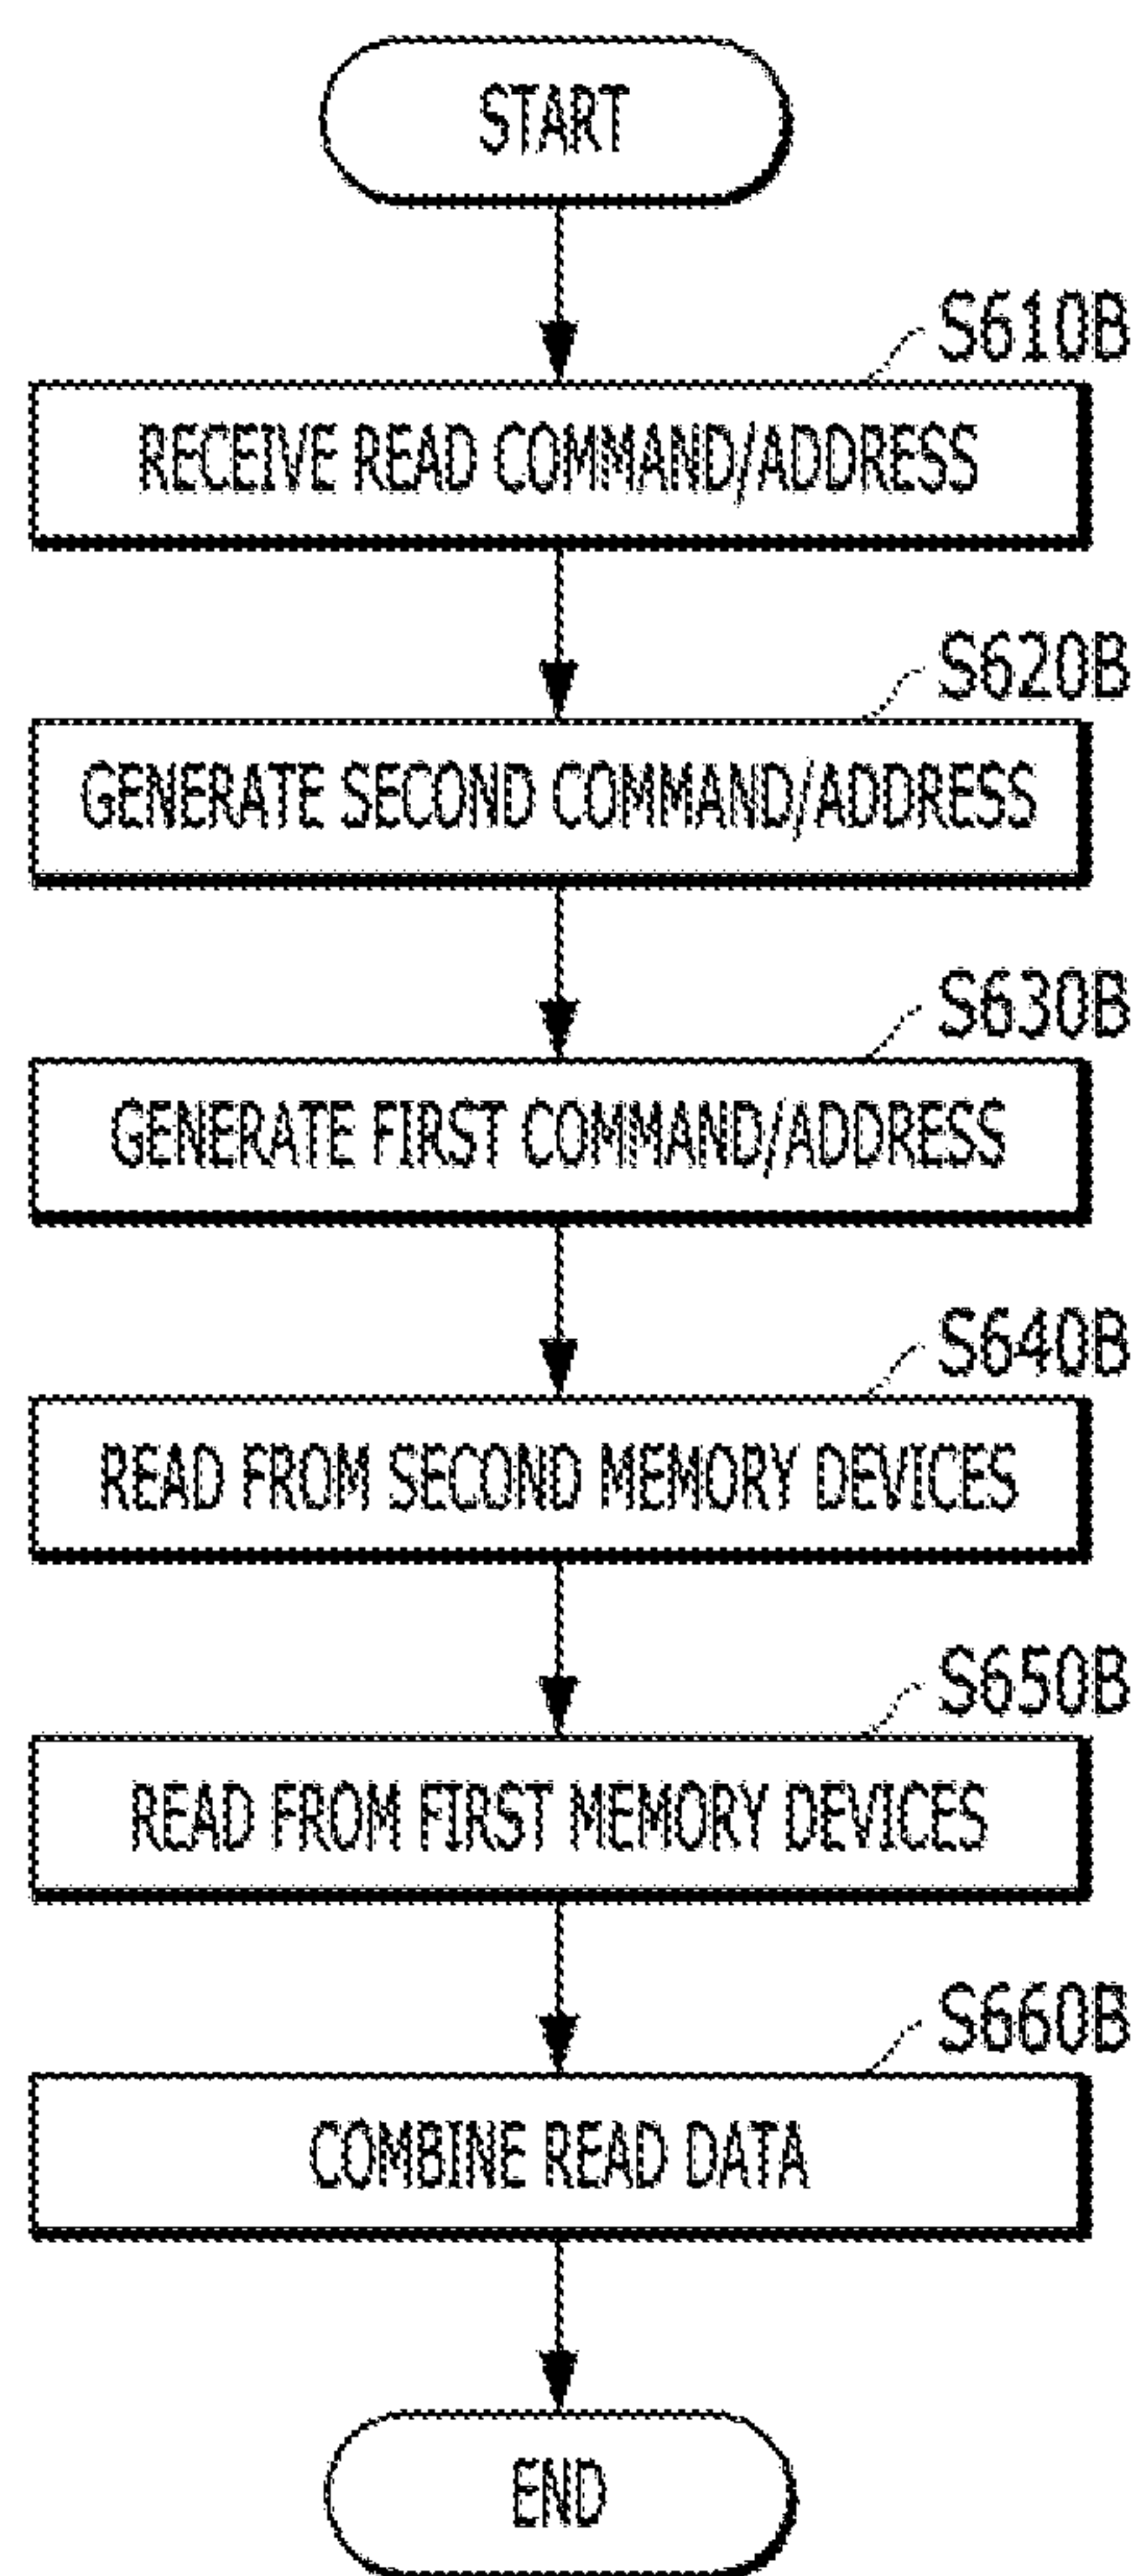 START
S610B
RECEIVE READ COMMAND/ADDRESS
S620B
GENERATE SECOND COMMAND/ADDRESS
S630B
GENERATE FIRST COMMAND/ADDRESS
S640B
READ FROM SECOND MEMORY DEVICES
S650B
READ FROM FIRST MEMORY DEVICES
S660B
COMBINE READ DATA
END